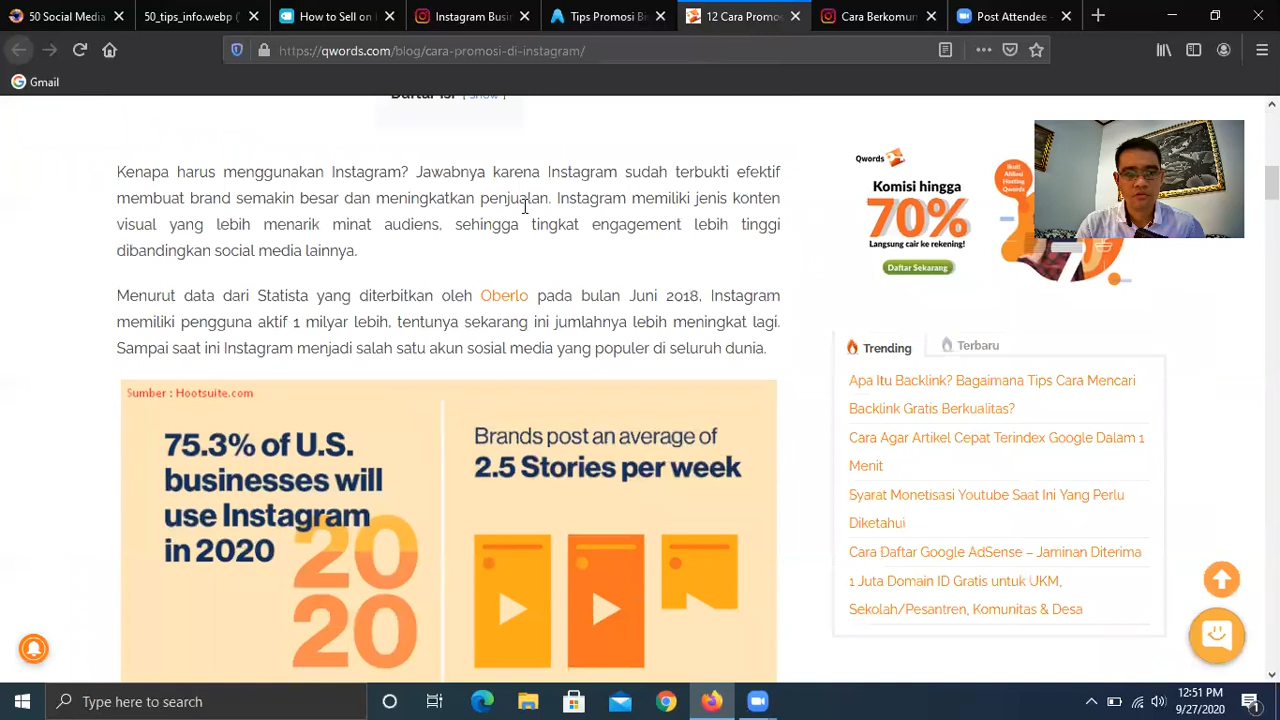 50 Social Media
50_tips_info.webp (
How to Sell on
Instagram Bus
Tips Promosi Ba
12 Cara Promo
Cara Berkomun
Post Attendee -
https://qwords.com/blog/cara-promosi-di-instagram/
Gmail
Kenapa harus menggunakan Instagram? Jawabnya karena Instagram sudah terbukti efektif
membuat brand semakin besar dan meningkatkan penjualan. Instagram memiliki jenis konten
visual yang lebih menarik minat audiens, sehingga tingkat engagement lebih tinggi
dibandingkan social media lainnya.
Menurut data dari Statista yang diterbitkan oleh Oberlo pada bulan Juni 2018, Instagram
memiliki pengguna aktif 1 milyar lebih, tentunya sekarang ini jumlahnya lebih meningkat lagi.
Sampai saat ini Instagram menjadi salah satu akun sosial media yang populer di seluruh dunia.
Sumber : Hootsuite.com
75.3% of U.S.
businesses will
use Instagram
in 2020
20
20
Brands post an average of
2.5 Stories per week
Qwords
Komisi hingga
70%
Langsung cair ke rekening!
Daftar Sekarang
Ikuti
Afiliasi
Hosting
Qwords
Trending
Terbaru
Apa Itu Backlink? Bagaimana Tips Cara Mencari
Backlink Gratis Berkualitas?
Cara Agar Artikel Cepat Terindex Google Dalam 1
Menit
Syarat Monetisasi Youtube Saat Ini Yang Perlu
Diketahui
Cara Daftar Google AdSense – Jaminan Diterima
1 Juta Domain ID Gratis untuk UKM,
Sekolah/Pesantren, Komunitas & Desa
Type here to search
12:51 PM
9/27/2020